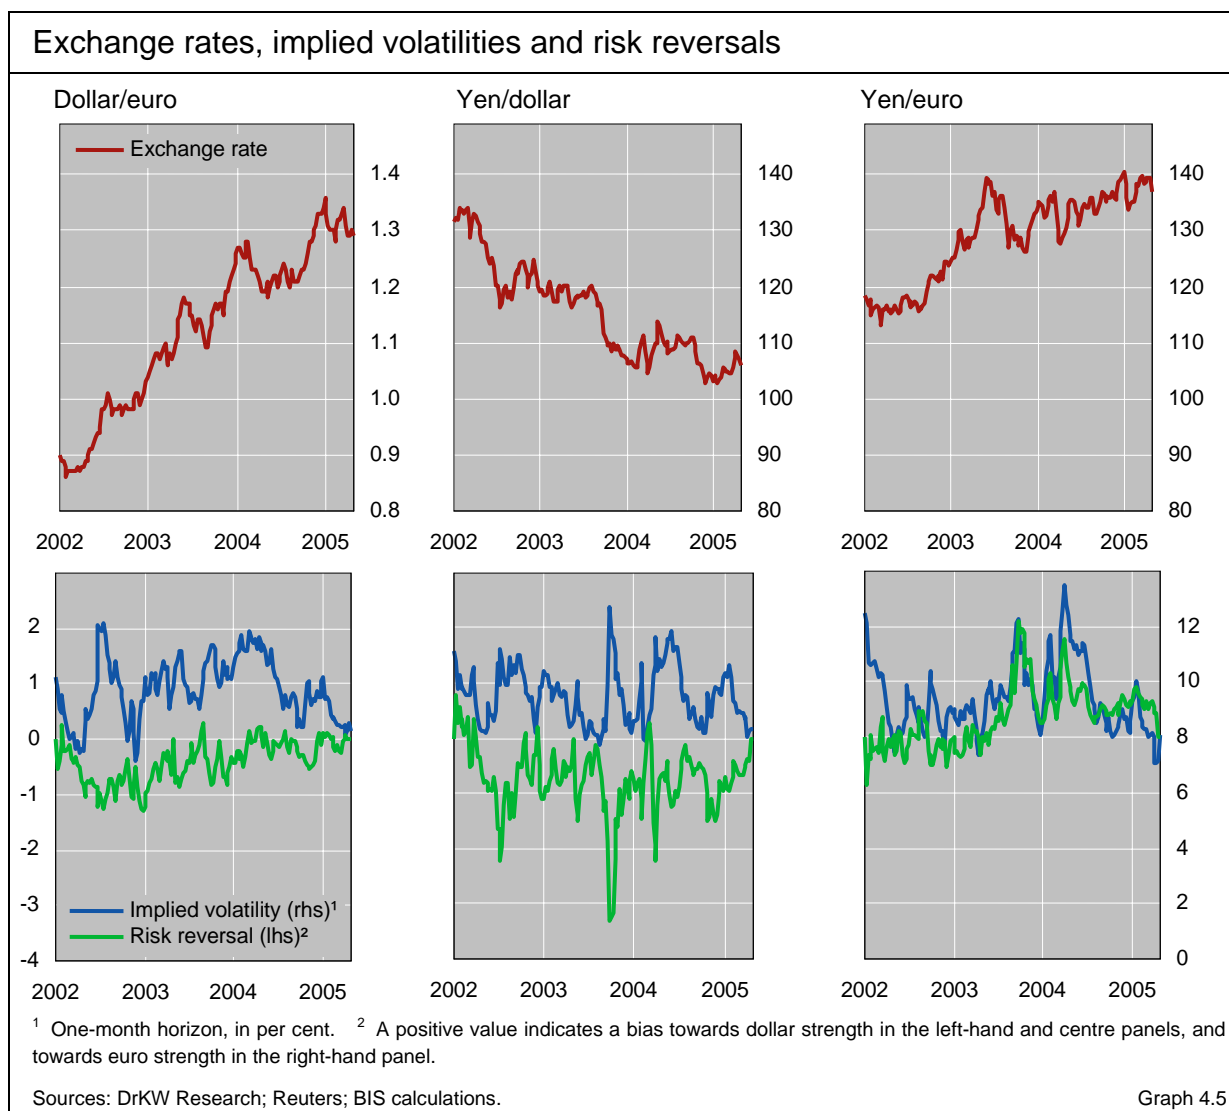 Exchange rates, implied volatilities and risk reversals
Dollar/euro
Yen/dollar
Yen/euro
Exchange rate
1.4
1.3
1.2
1.1
1.0
0.9
0.8
140
130
120
110
100
90
80
140
130
120
110
100
90
80
2002 2003 2004 2005
2002 2003 2004 2005
2002 2003 2004 2005
2
1
0
-1
-2
-3
-4
Implied volatility (rhs)¹
Risk reversal (lhs)²
12
10
8
6
4
2
0
2002 2003 2004 2005
2002 2003 2004 2005
2002 2003 2004 2005
¹ One-month horizon, in per cent. ² A positive value indicates a bias towards dollar strength in the left-hand and centre panels, and
towards euro strength in the right-hand panel.
Sources: DrKW Research; Reuters; BIS calculations. Graph 4.5